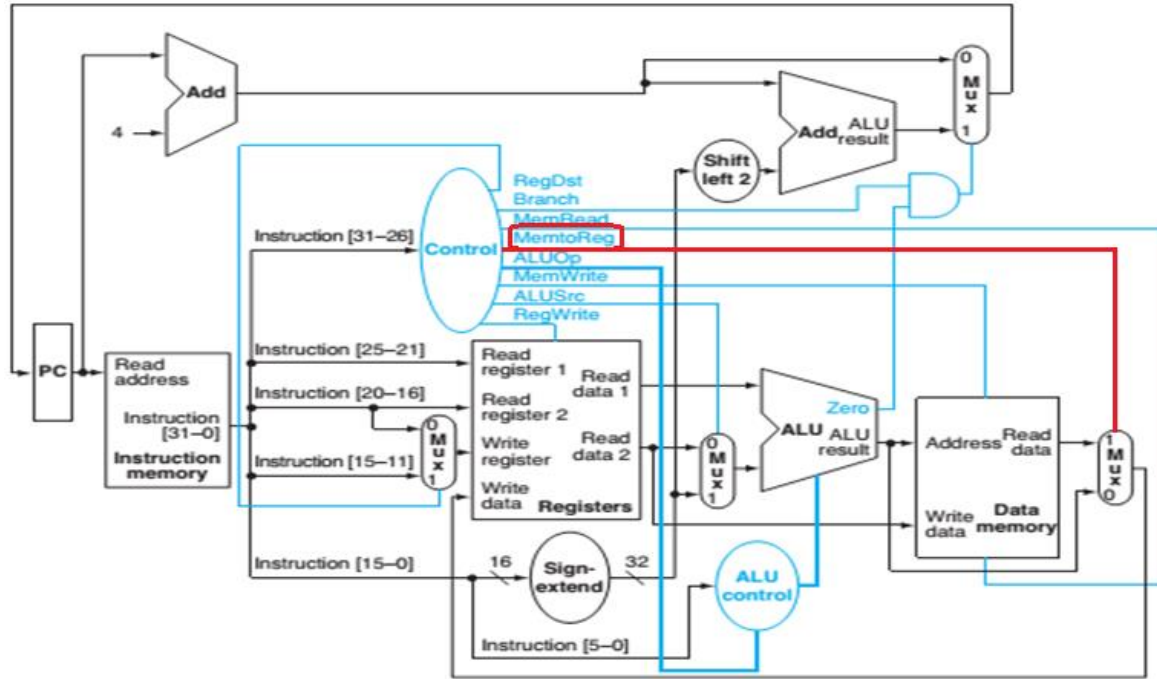 0
Mux
1
Add
4
Add ALU
result
Shift
left 2
RegDst
Branch
MemRead
MemtoReg
ALUOp
MemWrite
ALUSrc
RegWrite
Instruction [31–26]
Control
Instruction [25–21]
Instruction [20–16]
Instruction [15–11]
Instruction [15–0]
PC
Read
address
Instruction
[31–0]
Instruction
memory
0
Mux
1
Read
register 1
Read
register 2
Write
register
Write
data
Read
data 1
Read
data 2
Registers
0
Mux
1
Zero
ALU
ALU
result
Address
Read
data
Write
data
Data
memory
1
Mux
0
16
Sign-
extend
32
ALU
control
Instruction [5–0]